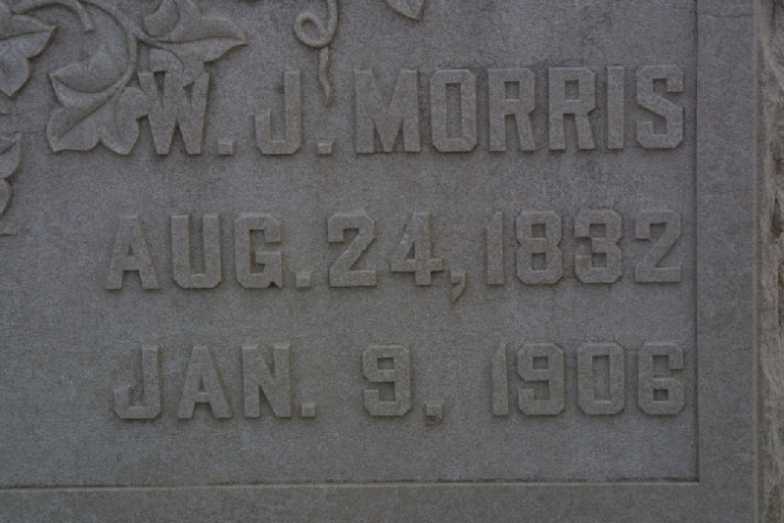 W. J. MORRIS
AUG. 24, 1832
JAN. 9, 1906